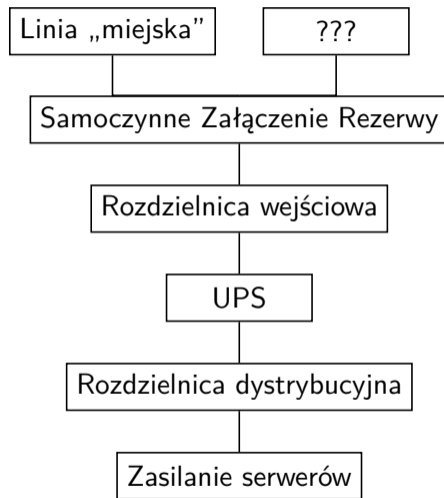 Linia „miejska”
???
Samoczynne Załączenie Rezerwy
Rozdzielnica wejściowa
UPS
Rozdzielnica dystrybucyjna
Zasilanie serwerów